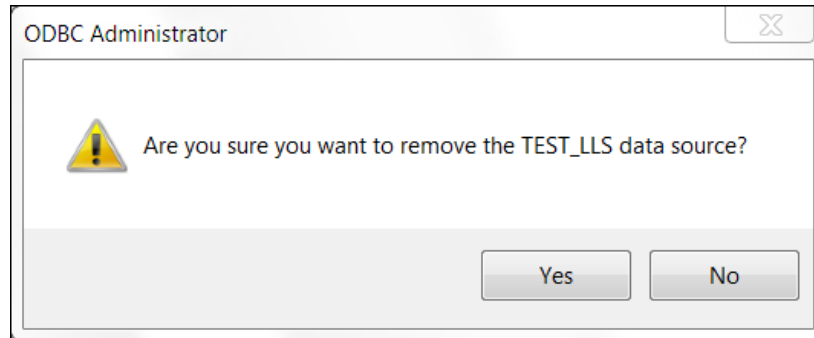 ODBC Administrator
Are you sure you want to remove the TEST_LLS data source?
Yes
No